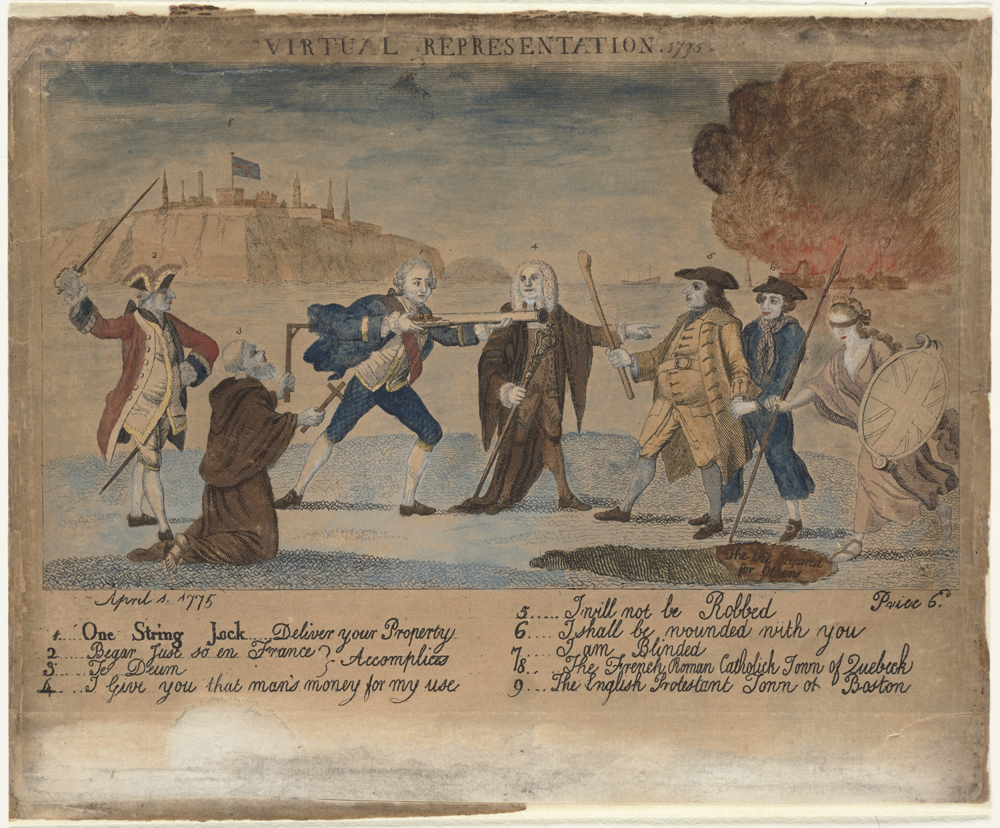 VIRTUAL REPRESENTATION. 1775.
8
9
2
1
4
5
6
7
3
The Pit Prepared
for Others
April 1. 1775
Price 6.d
1.... One String Jack.... Deliver your Property
2.... Begar Just so en France } Accomplices
3.... Te Deum
4.... I Give you that man's money for my use
5..... I will not be Robbed
6.... I shall be wounded with you
7.... I am Blinded
8.. The French Roman Catholick Town of Quebeck
9.... The English Protestant Town of Boston